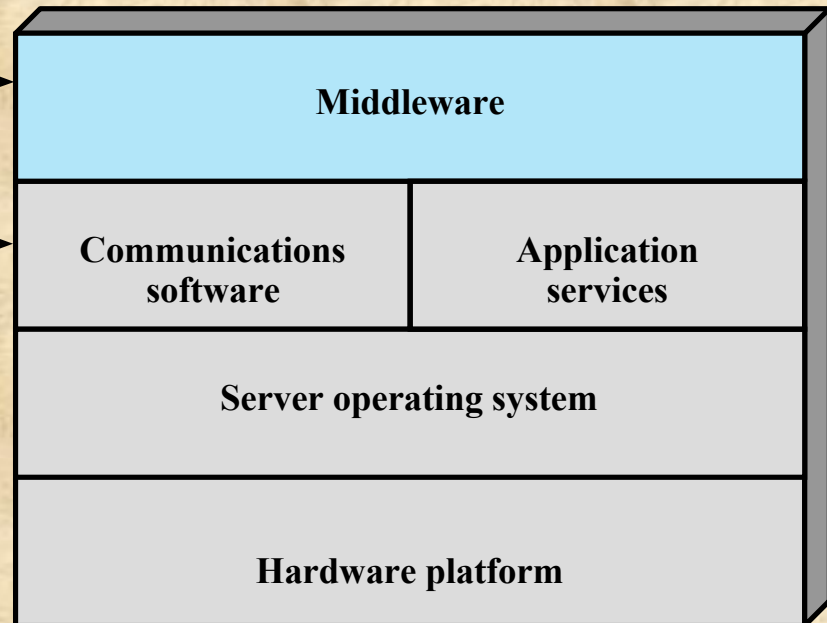 Middleware
Communications
software
Application
services
Server operating system
Hardware platform